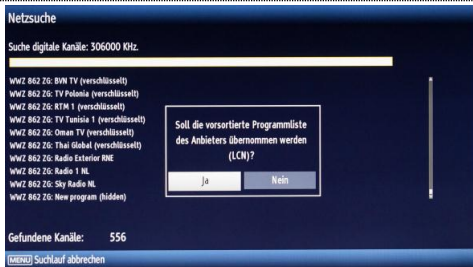 Netzsuche
Suche digitale Kanäle: 306000 KHz.
WWZ 862 ZG: BVN TV (verschlüsselt)
WWZ 862 ZG: TV Polonia (verschlüsselt)
WWZ 862 ZG: RTM 1 (verschlüsselt)
WWZ 862 ZG: TV Tunisia 1 (verschlüsselt)
WWZ 862 ZG: Oman TV (verschlüsselt)
WWZ 862 ZG: Thai Global (verschlüsselt)
WWZ 862 ZG: Radio Exterior RNE
WWZ 862 ZG: Radio 1 NL
WWZ 862 ZG: Sky Radio NL
WWZ 862 ZG: New program (hidden)
Soll die vorsortierte Programmliste
des Anbieters übernommen werden
(LCN)?
Ja Nein
Gefundene Kanäle: 556
MENU Suchlauf abbrechen